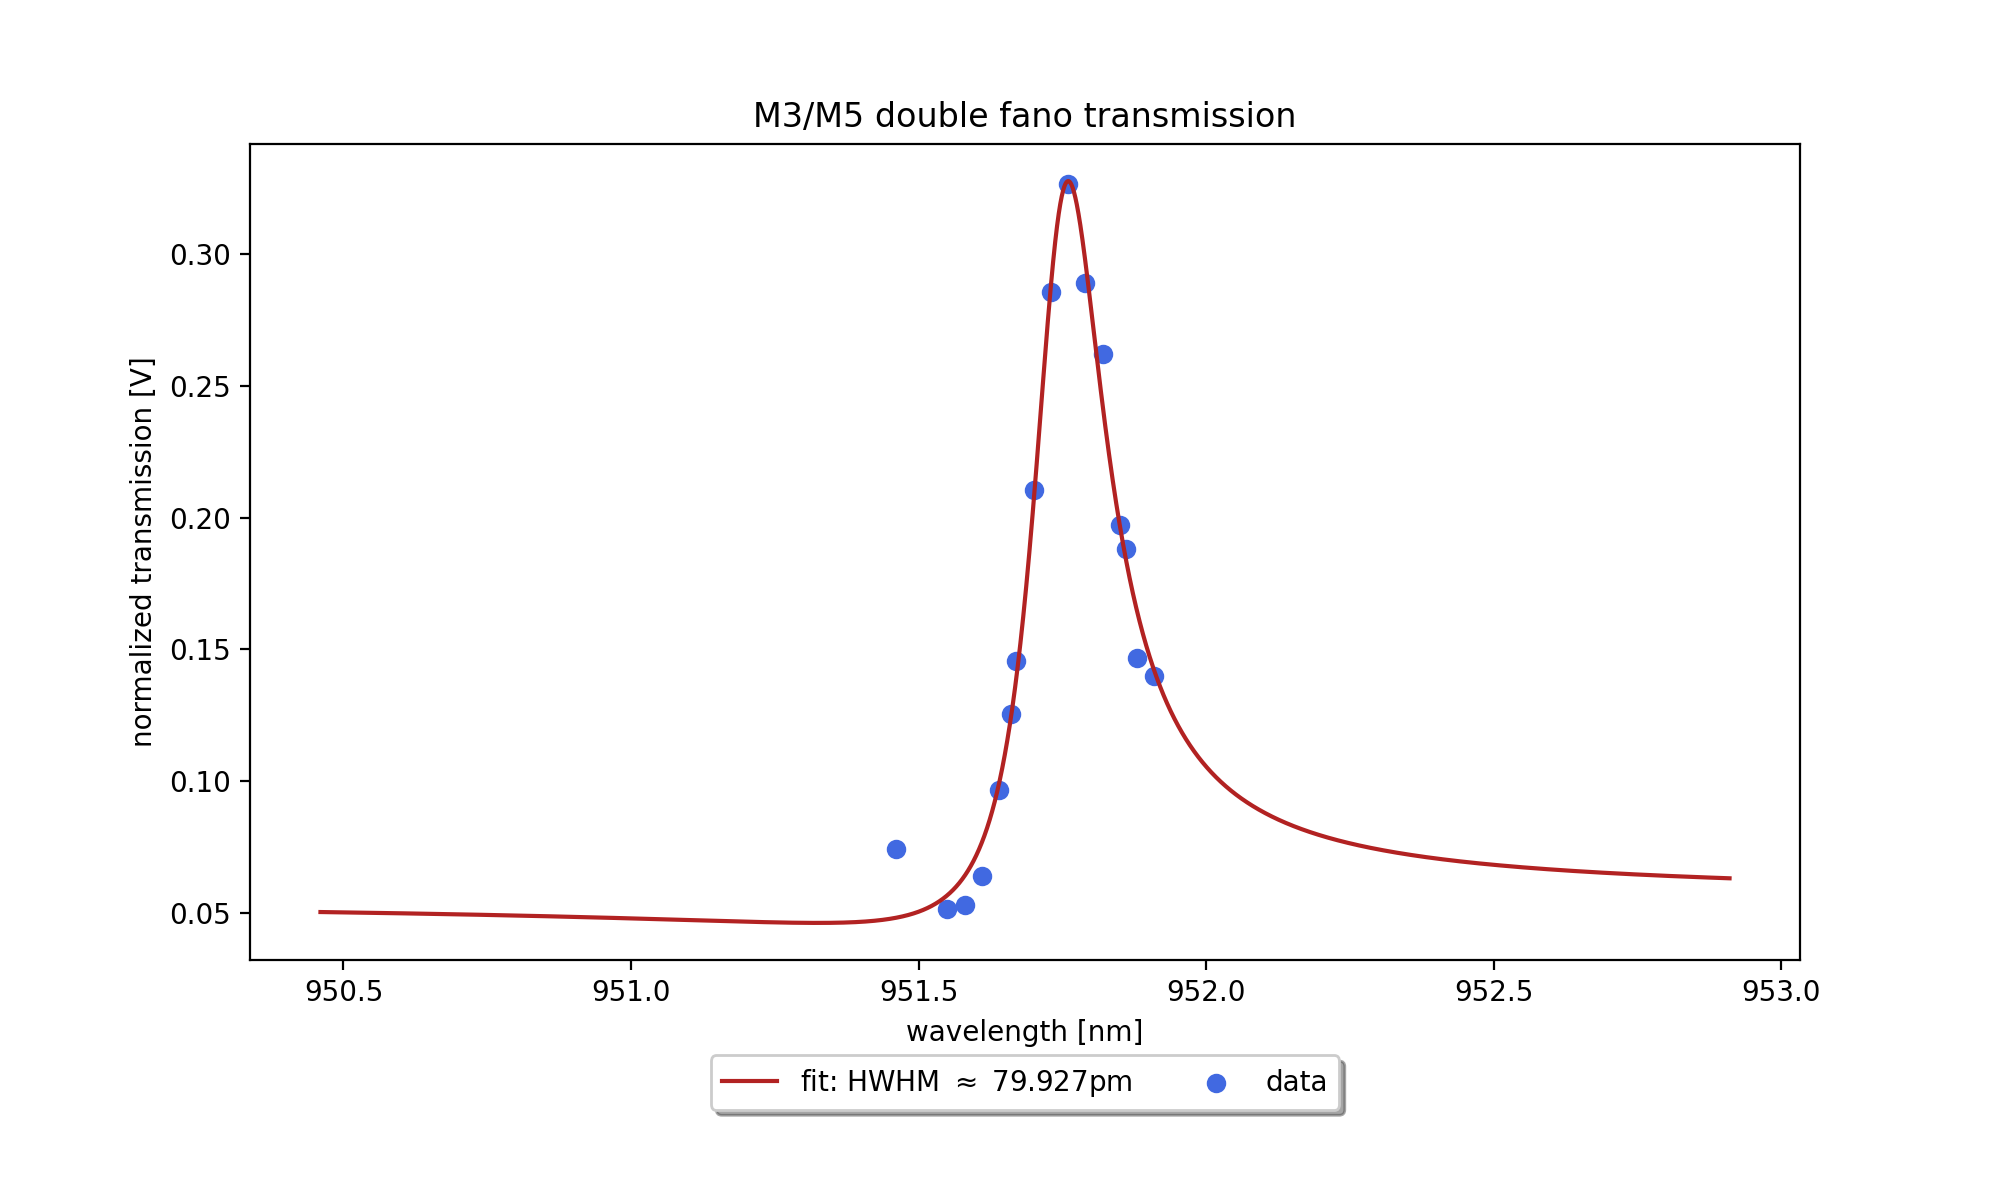 M3/M5 double fano transmission
normalized transmission [V]
0.30
0.25
0.20
0.15
0.10
0.05
950.5 951.0 951.5 952.0 952.5 953.0
wavelength [nm]
fit: HWHM ≈ 79.927pm data